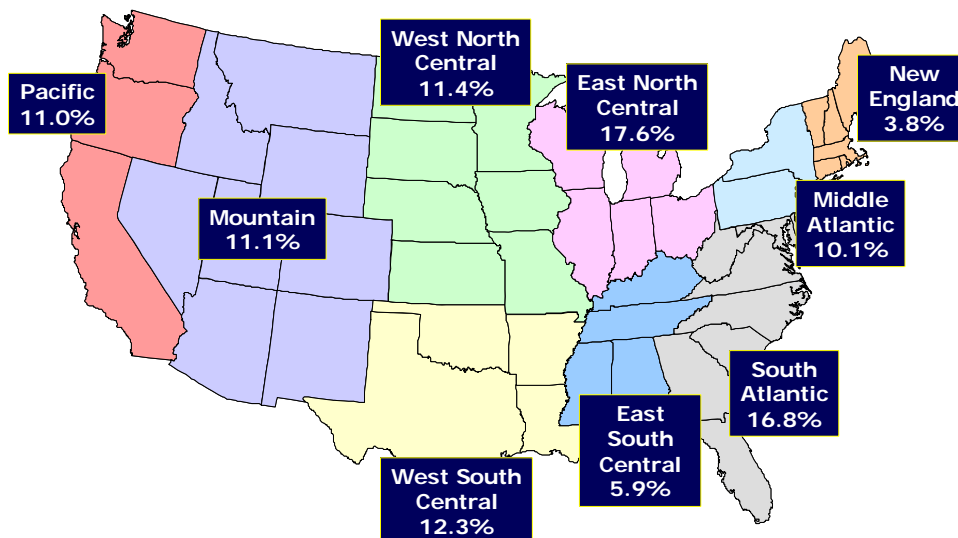 West North
Central
11.4%
East North
Central
17.6%
New
England
3.8%
Pacific
11.0%
Mountain
11.1%
Middle
Atlantic
10.1%
South
Atlantic
16.8%
East
South
Central
5.9%
West South
Central
12.3%